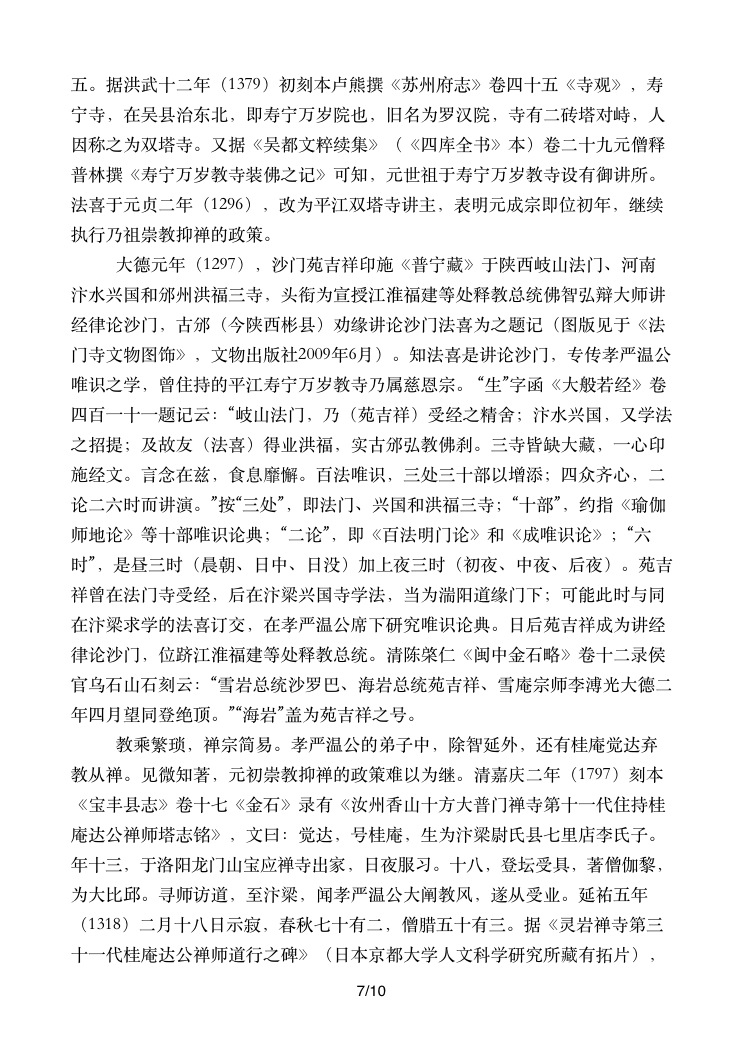 五。据洪武十二年（1379）初刻本卢熊撰《苏州府志》卷四十五《寺观》，寿
宁寺，在吴县治东北，即寿宁万岁院也，旧名为罗汉院，寺有二砖塔对峙，人
因称之为双塔寺。又据《吴都文粹续集》（《四库全书》本）卷二十九元僧释
普林撰《寿宁万岁教寺装佛之记》可知，元世祖于寿宁万岁教寺设有御讲所。
法喜于元贞二年（1296），改为平江双塔寺讲主，表明元成宗即位初年，继续
执行乃祖崇教抑禅的政策。
大德元年（1297），沙门苑吉祥印施《普宁藏》于陕西岐山法门、河南
汴水兴国和邠州洪福三寺，头衔为宣授江淮福建等处释教总统佛智弘辩大师讲
经律论沙门，古邠（今陕西彬县）劝缘讲论沙门法喜为之题记（图版见于《法
门寺文物图饰》，文物出版社2009年6月）。知法喜是讲论沙门，专传孝严温公
唯识之学，曾住持的平江寿宁万岁教寺乃属慈恩宗。“生”字函《大般若经》卷
四百一十一题记云：“岐山法门，乃（苑吉祥）受经之精舍；汴水兴国，又学法
之招提；及故友（法喜）得业洪福，实古邠弘教佛刹。三寺皆缺大藏，一心印
施经文。言念在兹，食息靡懈。百法唯识，三处三十部以增添；四众齐心，二
论二六时而讲演。”按“三处”，即法门、兴国和洪福三寺；“十部”，约指《瑜伽
师地论》等十部唯识论典；“二论”，即《百法明门论》和《成唯识论》；“六
时”，是昼三时（晨朝、日中、日没）加上夜三时（初夜、中夜、后夜）。苑吉
祥曾在法门寺受经，后在汴梁兴国寺学法，当为湍阳道缘门下；可能此时与同
在汴梁求学的法喜订交，在孝严温公席下研究唯识论典。日后苑吉祥成为讲经
律论沙门，位跻江淮福建等处释教总统。清陈棨仁《闽中金石略》卷十二录侯
官乌石山石刻云：“雪岩总统沙罗巴、海岩总统苑吉祥、雪庵宗师李溥光大德二
年四月望同登绝顶。”“海岩”盖为苑吉祥之号。
教乘繁琐，禅宗简易。孝严温公的弟子中，除智延外，还有桂庵觉达弃
教从禅。见微知著，元初崇教抑禅的政策难以为继。清嘉庆二年（1797）刻本
《宝丰县志》卷十七《金石》录有《汝州香山十方大普门禅寺第十一代住持桂
庵达公禅师塔志铭》，文曰：觉达，号桂庵，生为汴梁尉氏县七里店李氏子。
年十三，于洛阳龙门山宝应禅寺出家，日夜服习。十八，登坛受具，著僧伽黎，
为大比邱。寻师访道，至汴梁，闻孝严温公大阐教风，遂从受业。延祐五年
（1318）二月十八日示寂，春秋七十有二，僧腊五十有三。据《灵岩禅寺第三
十一代桂庵达公禅师道行之碑》（日本京都大学人文科学研究所藏有拓片），
7/10